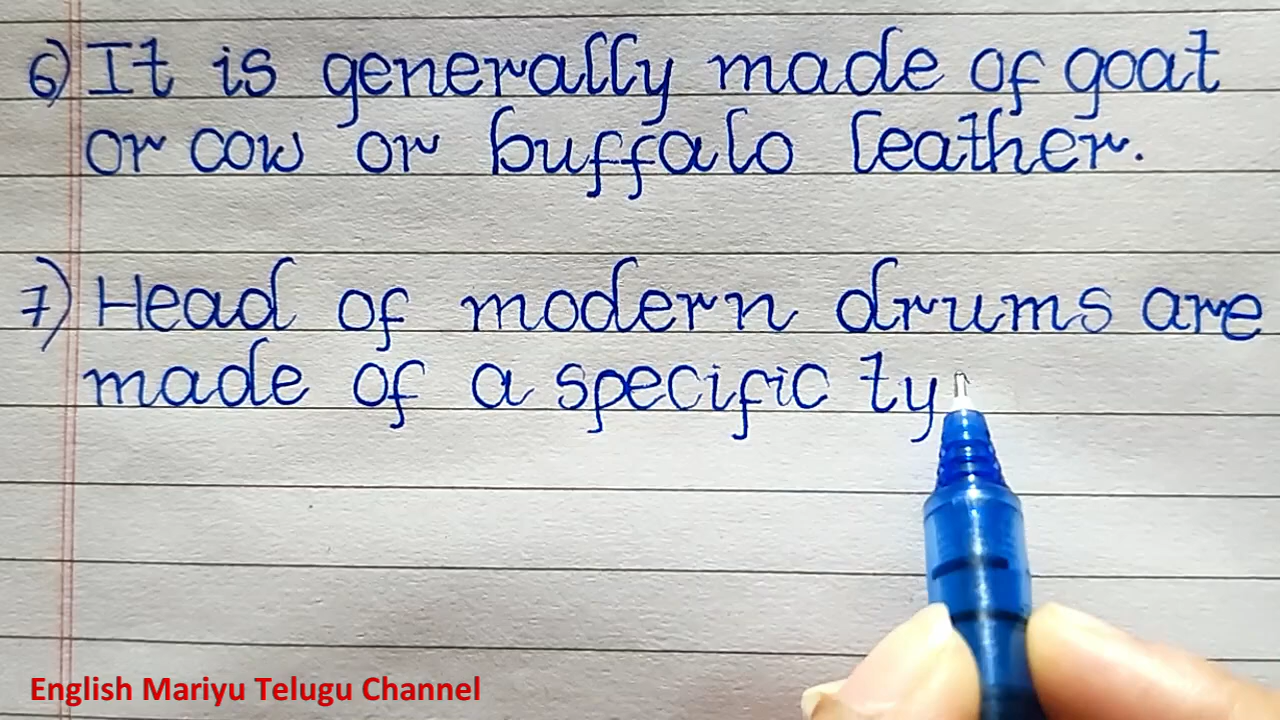 6) It is generally made of goat
or cow or buffalo leather.
7) Head of modern drums are
made of a specific ty
English Mariyu Telugu Channel